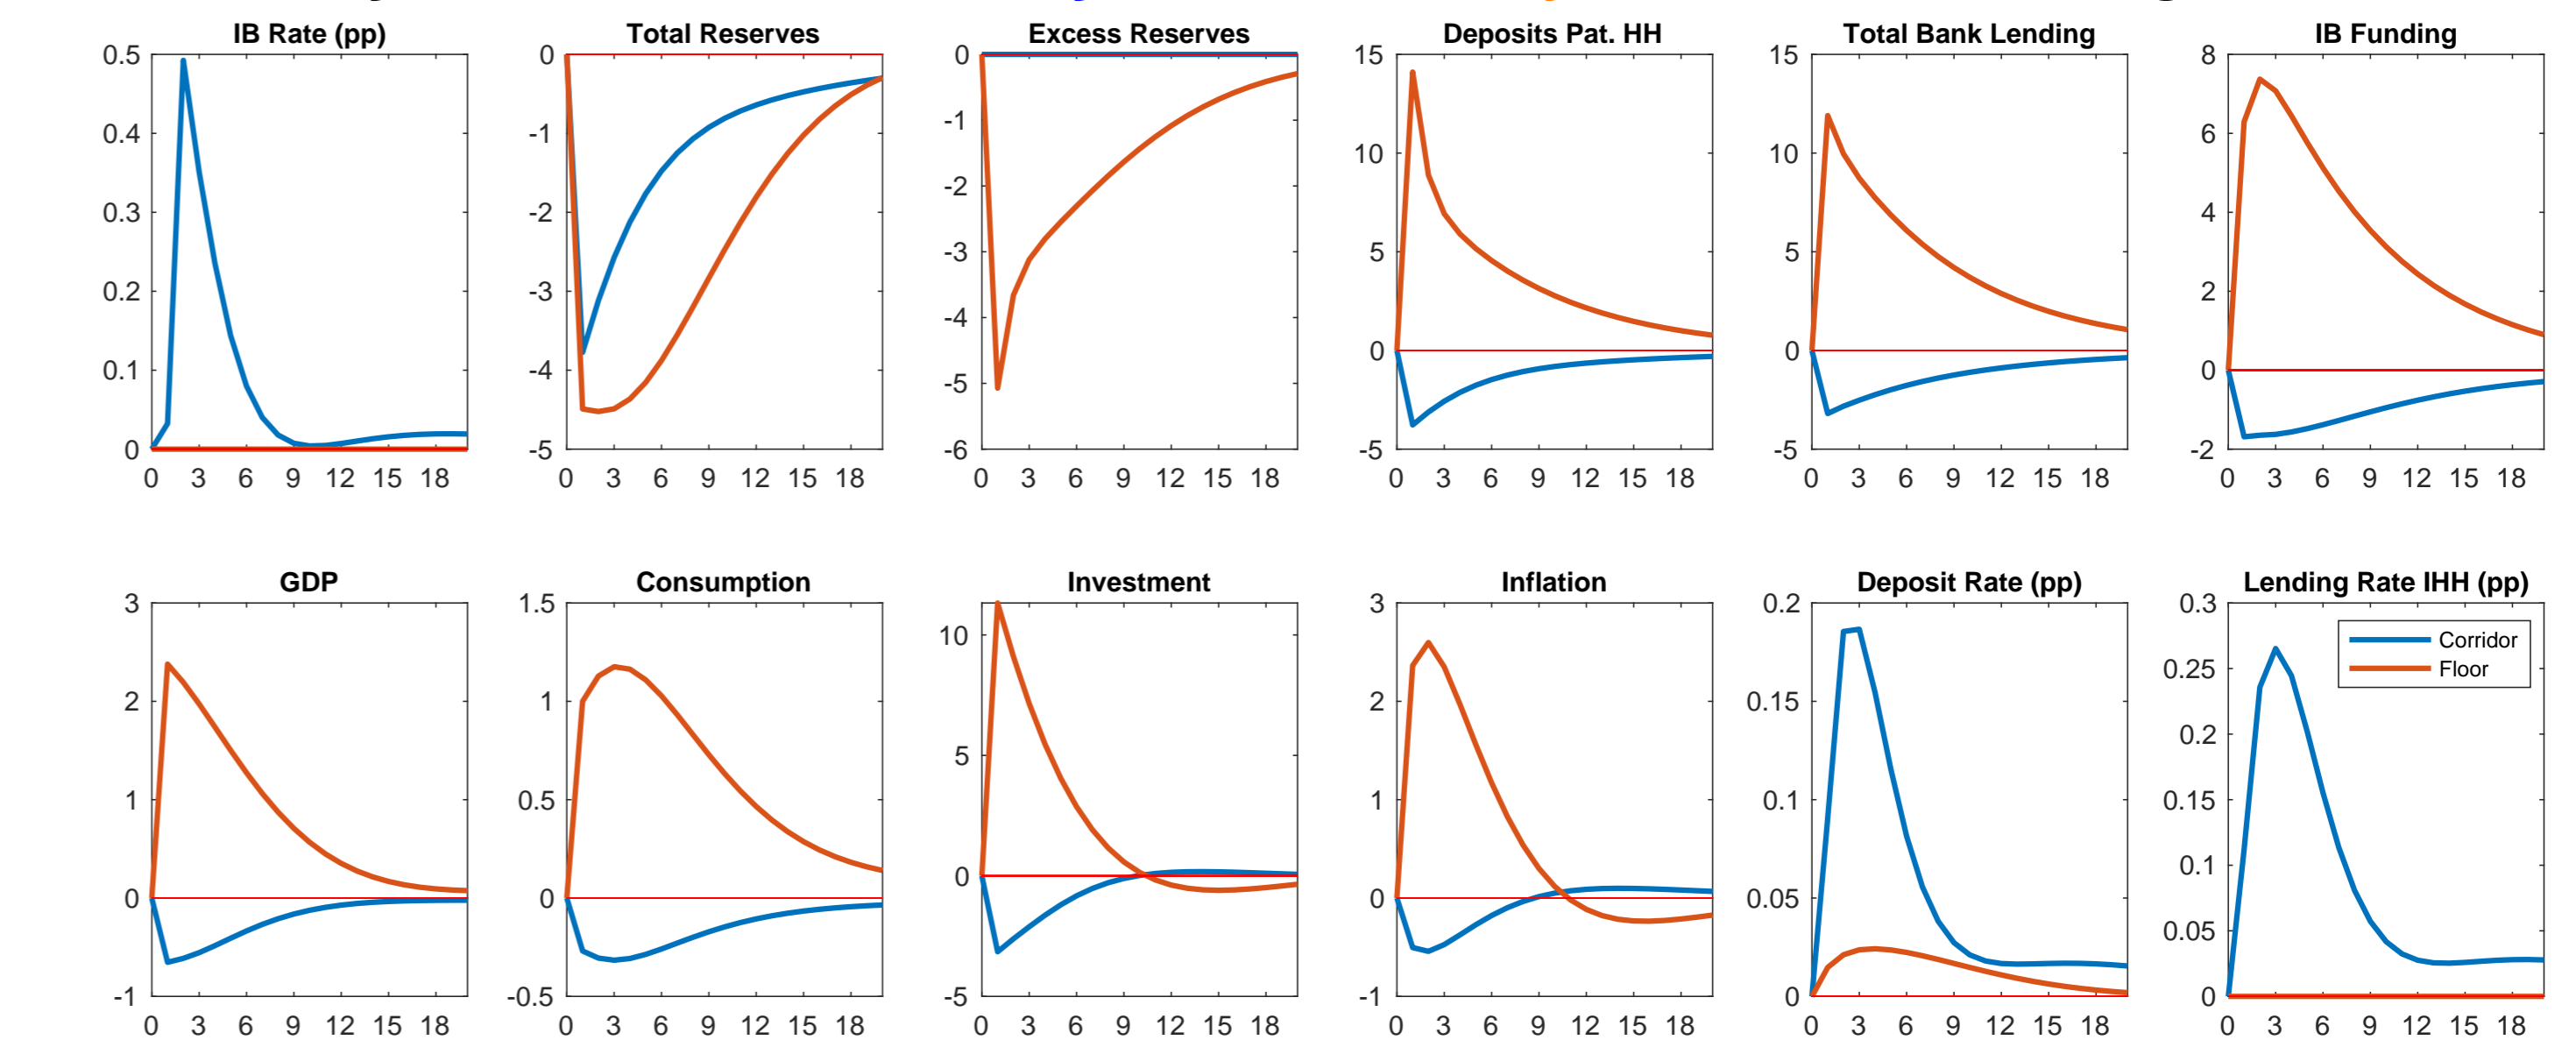 IB Rate (pp) Total Reserves Excess Reserves Deposits Pat. HH Total Bank Lending IB Funding
0.5 0 0 15 15 8
0.4 -1 -1 10 10 6
0.3 -2 -2 5 5 4
0.2 -3 -3 0 0 2
0.1 -4 -4 -5 -5 0
0 -5 -5 -2
-6
0 3 6 9 12 15 18 0 3 6 9 12 15 18 0 3 6 9 12 15 18 0 3 6 9 12 15 18 0 3 6 9 12 15 18 0 3 6 9 12 15 18
GDP Consumption Investment Inflation Deposit Rate (pp) Lending Rate IHH (pp)
3 1.5 10 3 0.2 0.3
2 1 5 2 0.15 0.25
1 0.5 0 1 0.1 0.2
0 0 -5 0 0.05 0.15
-1 -0.5 -1 0 0.1
0.05
0
Corridor
Floor
0 3 6 9 12 15 18 0 3 6 9 12 15 18 0 3 6 9 12 15 18 0 3 6 9 12 15 18 0 3 6 9 12 15 18 0 3 6 9 12 15 18